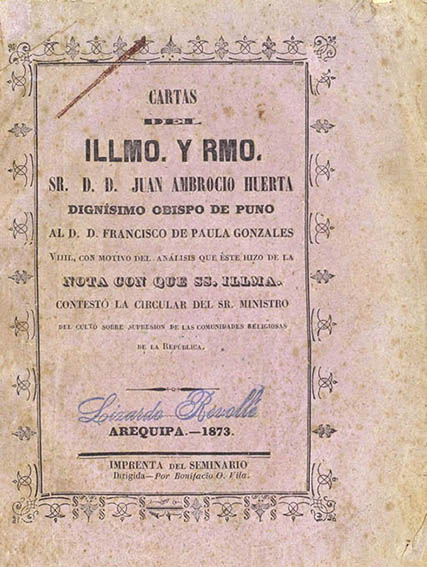 CARTAS
DEL
ILLMO. Y RMO.
SR. D. D. JUAN AMBROCIO HUERTA
DIGNÍSIMO OBISPO DE PUNO
AL D. D. FRANCISCO DE PAULA GONZALES
VIJIL, CON MOTIVO DEL ANÁLISIS QUE ÉSTE HIZO DE LA
NOTA CON QUE SS. ILLMA.
CONTESTÓ LA CIRCULAR DEL SR. MINISTRO
DEL CULTO SOBRE SUPRESION DE LAS COMUNIDADES RELIGIOSAS
DE LA REPÚBLICA.
Lizardo Revollé
AREQUIPA.—1873.
IMPRENTA DEL SEMINARIO
Dirigida—Por Bonifacio O. Vila.